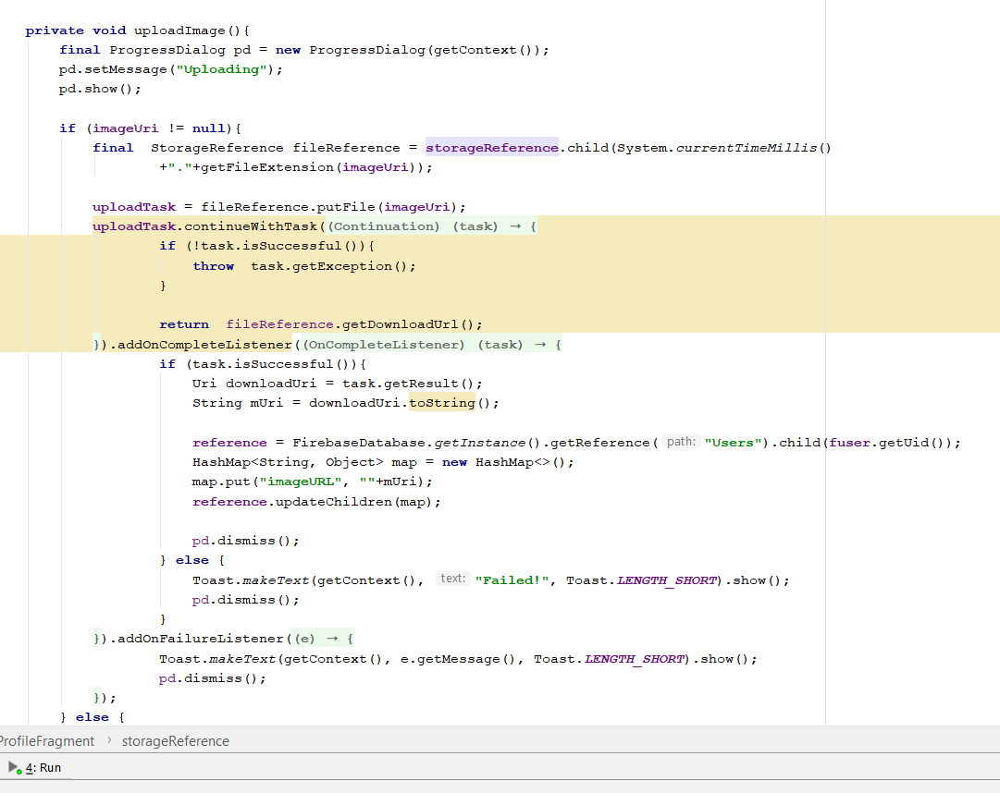 private void uploadImage(){
final ProgressDialog pd = new ProgressDialog(getContext());
pd.setMessage("Uploading");
pd.show();
if (imageUri != null){
final  StorageReference fileReference = storageReference.child(System.currentTimeMillis()
+"."+getFileExtension(imageUri));
uploadTask = fileReference.putFile(imageUri);
uploadTask.continueWithTask((Continuation) (task) → {
if (!task.isSuccessful()){
throw  task.getException();
}
return  fileReference.getDownloadUrl();
}).addOnCompleteListener((OnCompleteListener) (task) → {
if (task.isSuccessful()){
Uri downloadUri = task.getResult();
String mUri = downloadUri.toString();
reference = FirebaseDatabase.getInstance().getReference( path: "Users").child(fuser.getUid());
HashMap<String, Object> map = new HashMap<>();
map.put("imageURL", ""+mUri);
reference.updateChildren(map);
pd.dismiss();
} else {
Toast.makeText(getContext(), text: "Failed!", Toast.LENGTH_SHORT).show();
pd.dismiss();
}
}).addOnFailureListener((e) → {
Toast.makeText(getContext(), e.getMessage(), Toast.LENGTH_SHORT).show();
pd.dismiss();
});
} else {
ProfileFragment › storageReference
4: Run